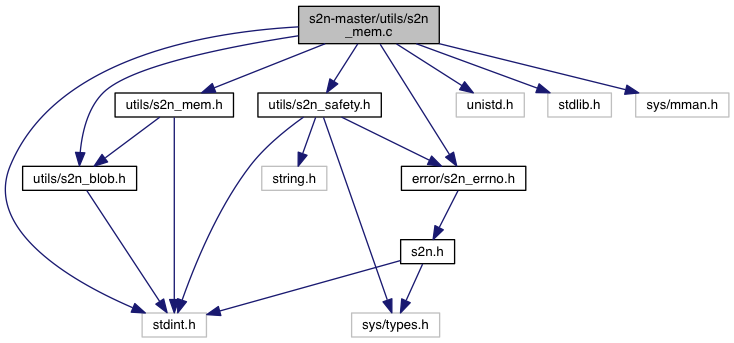 s2n-master/utils/s2n
_mem.c
utils/s2n_mem.h
utils/s2n_safety.h
unistd.h
stdlib.h
sys/mman.h
utils/s2n_blob.h
string.h
error/s2n_errno.h
s2n.h
stdint.h
sys/types.h